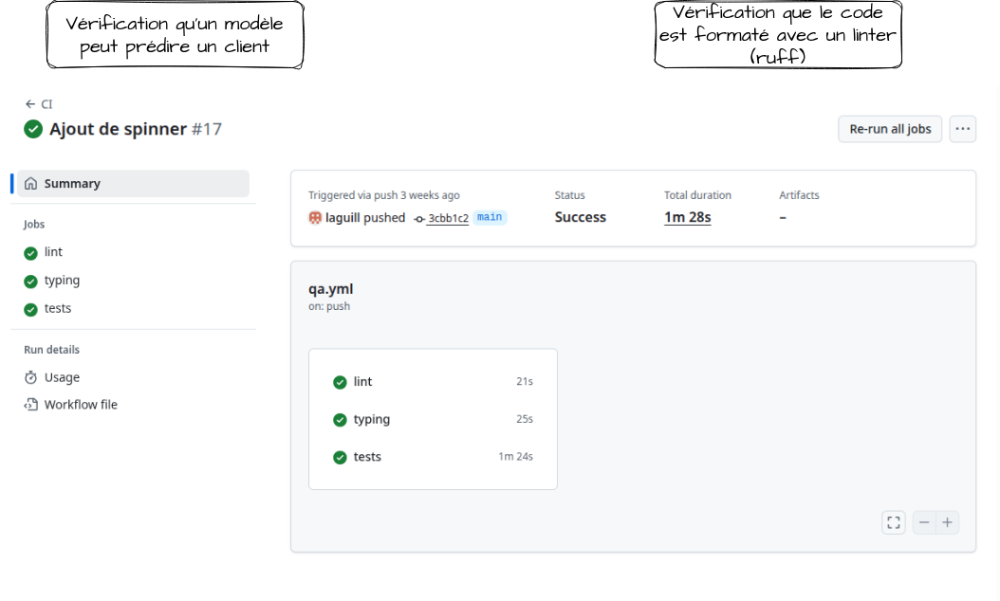 Vérification qu'un modèle
peut prédire un client
Vérification que le code
est formaté avec un linter
(ruff)
← CI
Ajout de spinner #17
Re-run all jobs
Summary
Jobs
lint
typing
tests
Run details
Usage
Workflow file
Triggered via push 3 weeks ago
laguill pushed 3cbb1c2 main
Status
Success
Total duration
1m 28s
Artifacts
–
qa.yml
on: push
lint 21s
typing 25s
tests 1m 24s